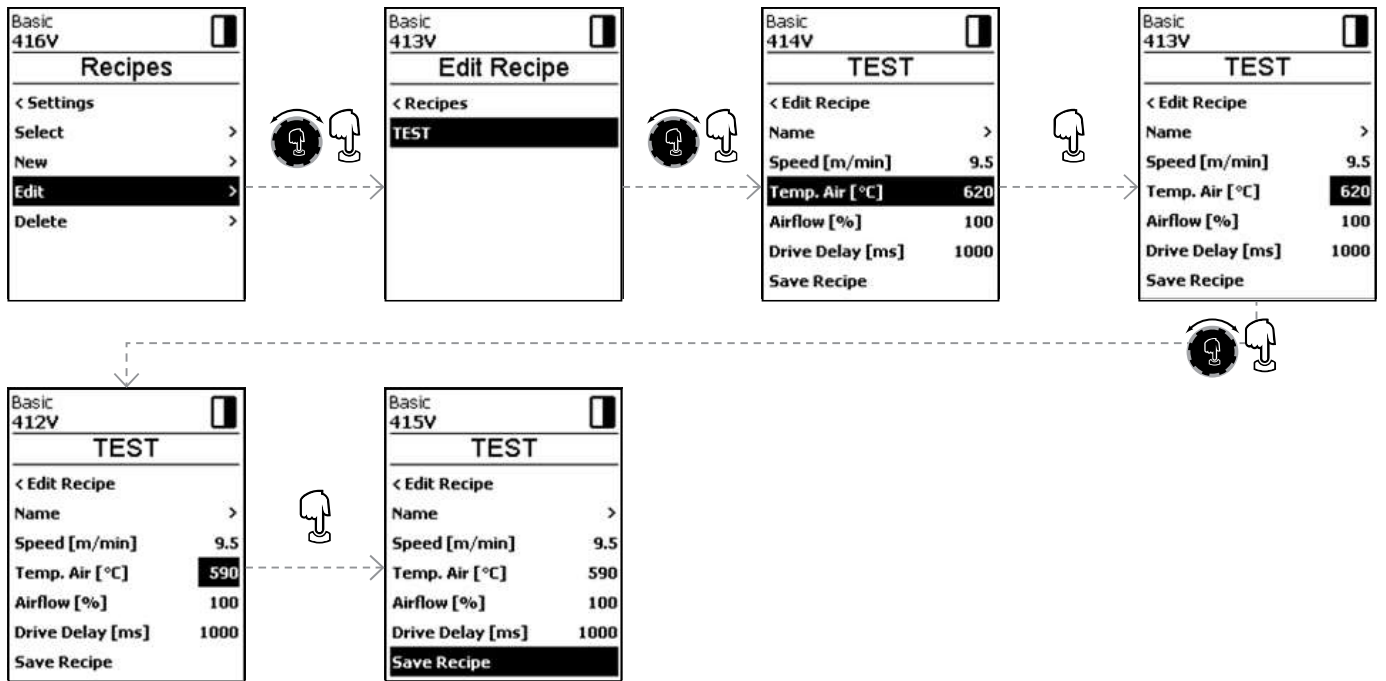 Basic
416V
Recipes
< Settings
Select >
New >
Edit >
Delete >
Basic
413V
Edit Recipe
< Recipes
TEST
Basic
414V
TEST
< Edit Recipe
Name >
Speed [m/min] 9.5
Temp. Air [°C] 620
Airflow [%] 100
Drive Delay [ms] 1000
Save Recipe
Basic
413V
TEST
< Edit Recipe
Name >
Speed [m/min] 9.5
Temp. Air [°C] 620
Airflow [%] 100
Drive Delay [ms] 1000
Save Recipe
Basic
412V
TEST
< Edit Recipe
Name >
Speed [m/min] 9.5
Temp. Air [°C] 590
Airflow [%] 100
Drive Delay [ms] 1000
Save Recipe
Basic
415V
TEST
< Edit Recipe
Name >
Speed [m/min] 9.5
Temp. Air [°C] 590
Airflow [%] 100
Drive Delay [ms] 1000
Save Recipe